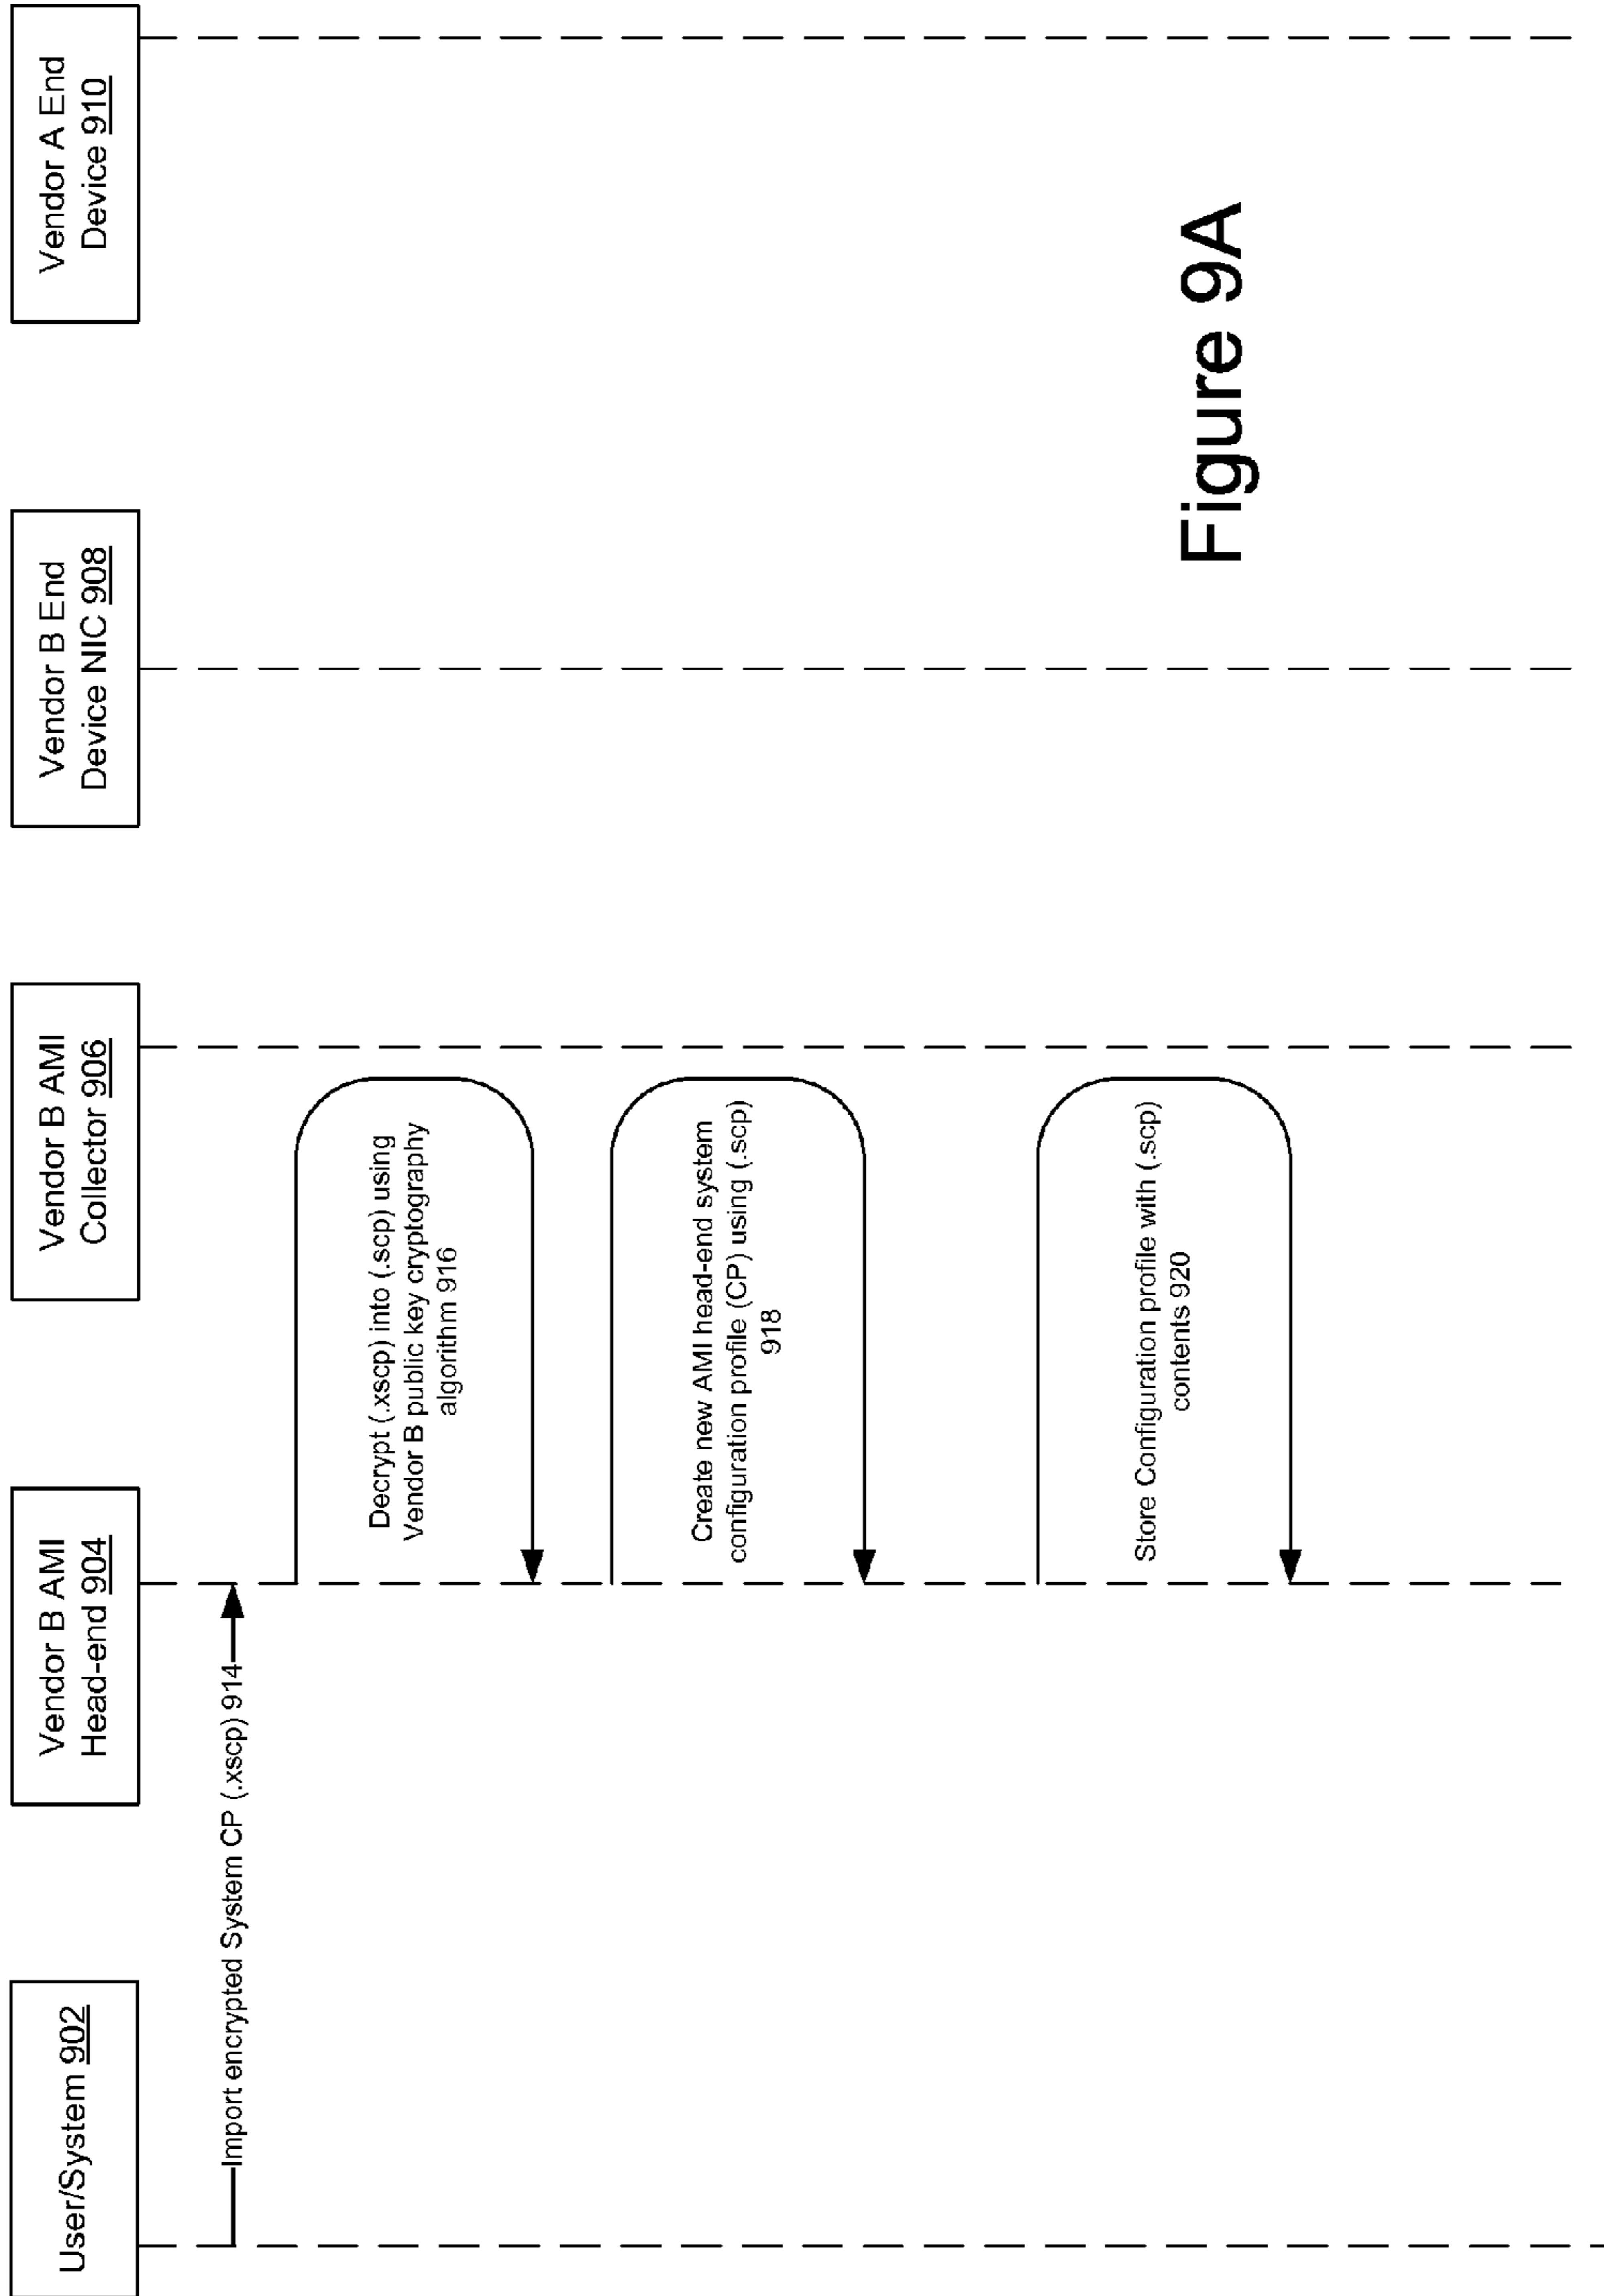 User/System 902
Vendor B AMI
Head-end 904
Vendor B AMI
Collector 906
Vendor B End
Device NIC 908
Vendor A End
Device 910
Import encrypted System CP (.xscp) 914
Decrypt (.xscp) into (.scp) using
Vendor B public key cryptography
algorithm 916
Create new AMI head-end system
configuration profile (CP) using (.scp)
918
Store Configuration profile with (.scp)
contents 920
Figure 9A